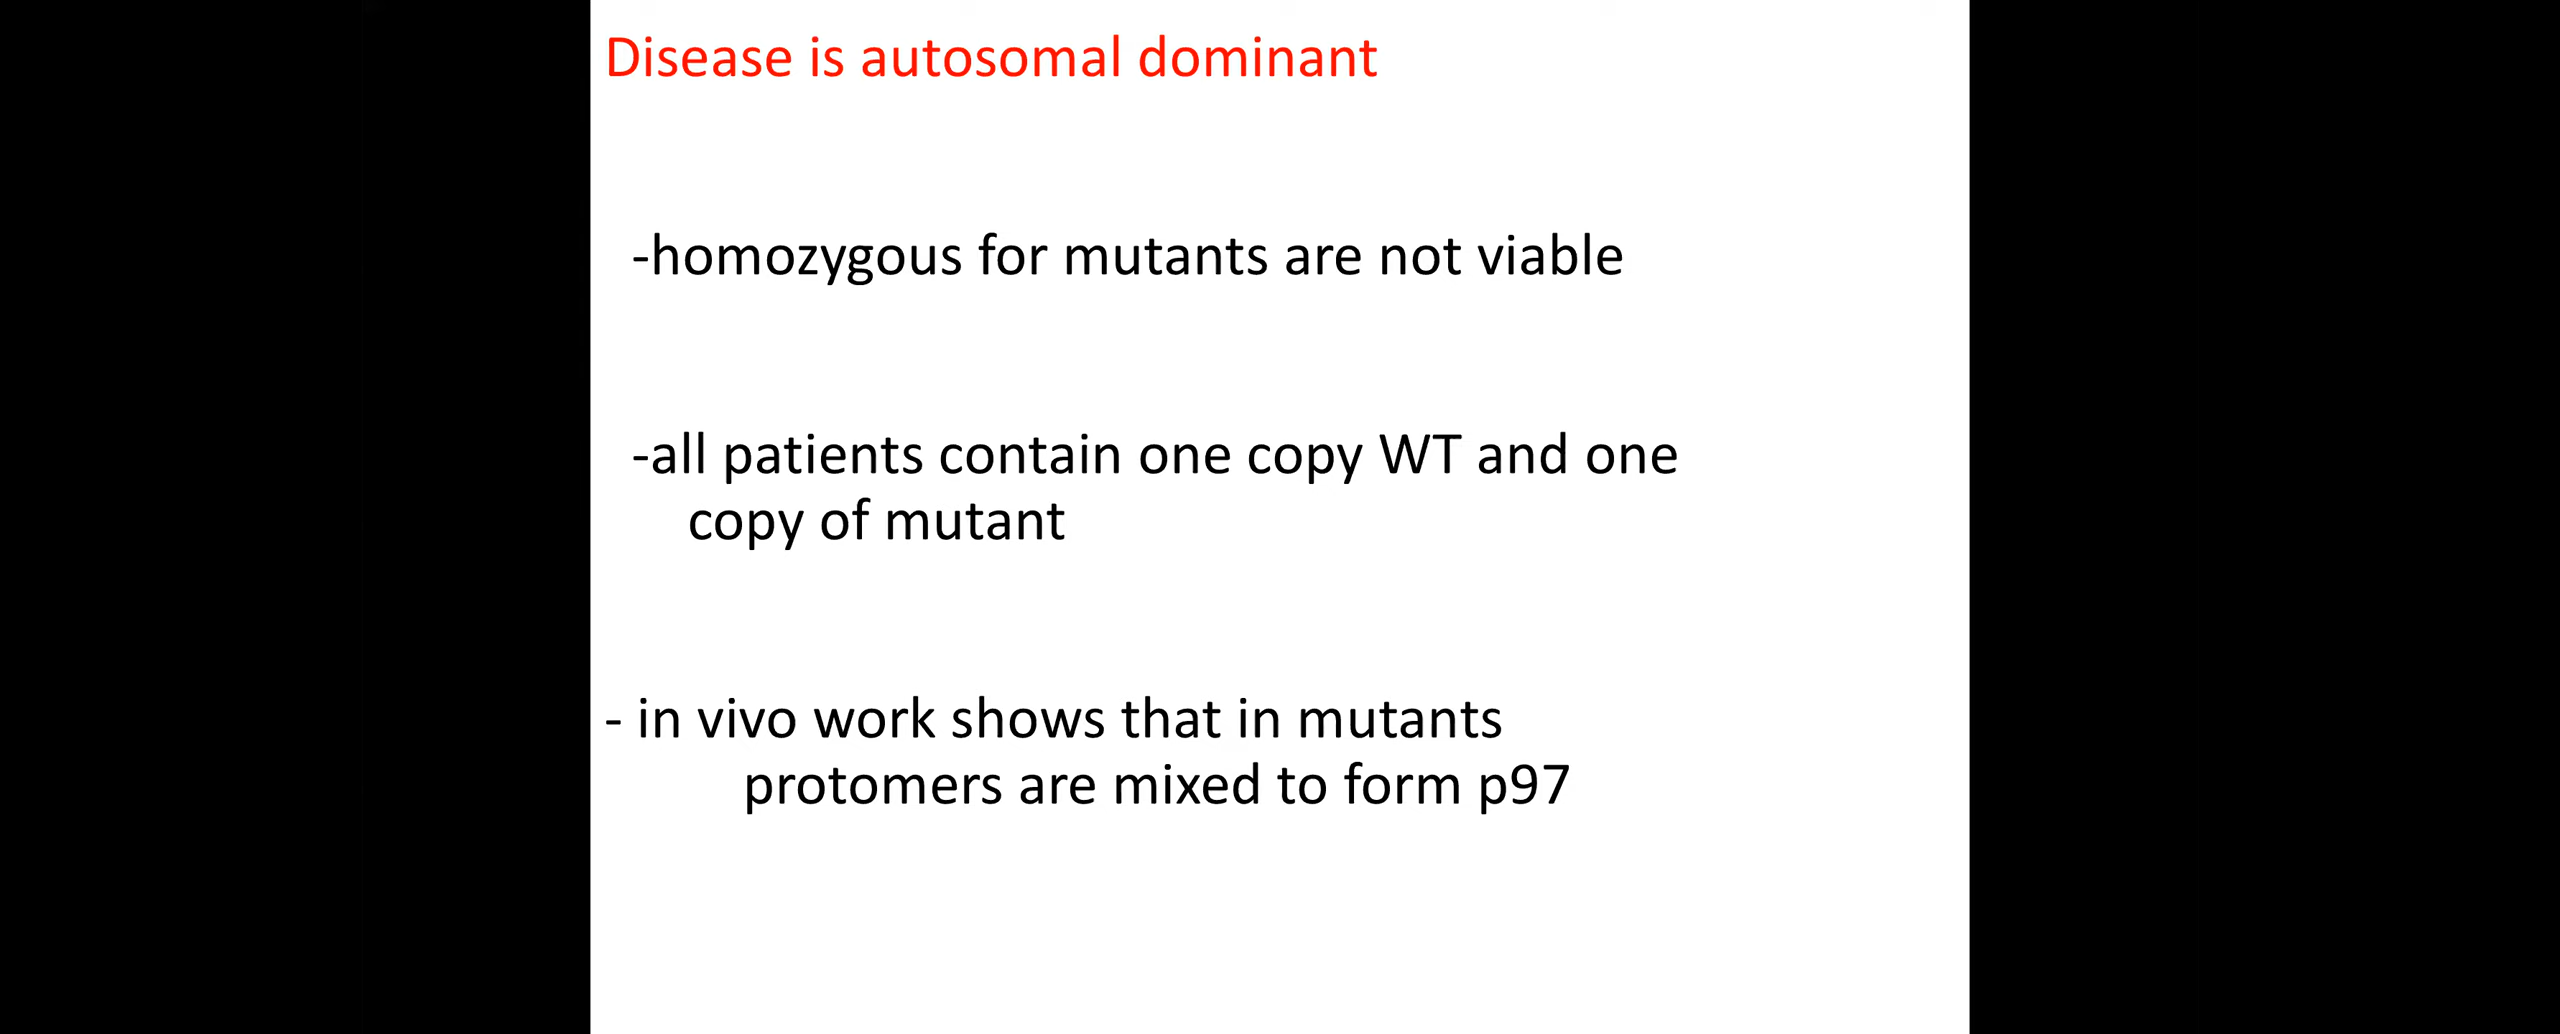 Disease is autosomal dominant
-homozygous for mutants are not viable
-all patients contain one copy WT and one
copy of mutant
- in vivo work shows that in mutants
protomers are mixed to form p97